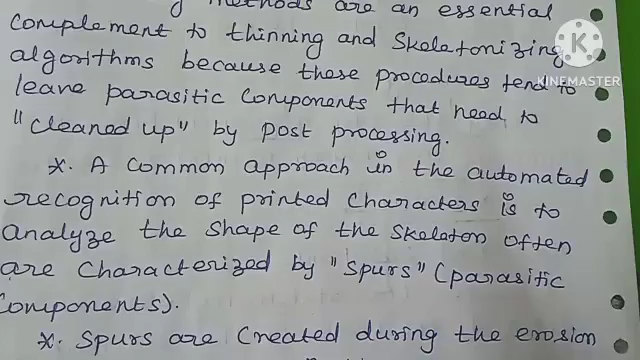 methods are an essential
complement to thinning and skeletonizing
algorithms because these procedures tend to
leave parasitic components that need to
"cleaned up" by post processing.
*. A common approach in the automated
recognition of printed characters is to
analyze the shape of the skeleton often
are characterized by "spurs" (parasitic
components).
*. Spurs are created during the erosion
KINEMASTER